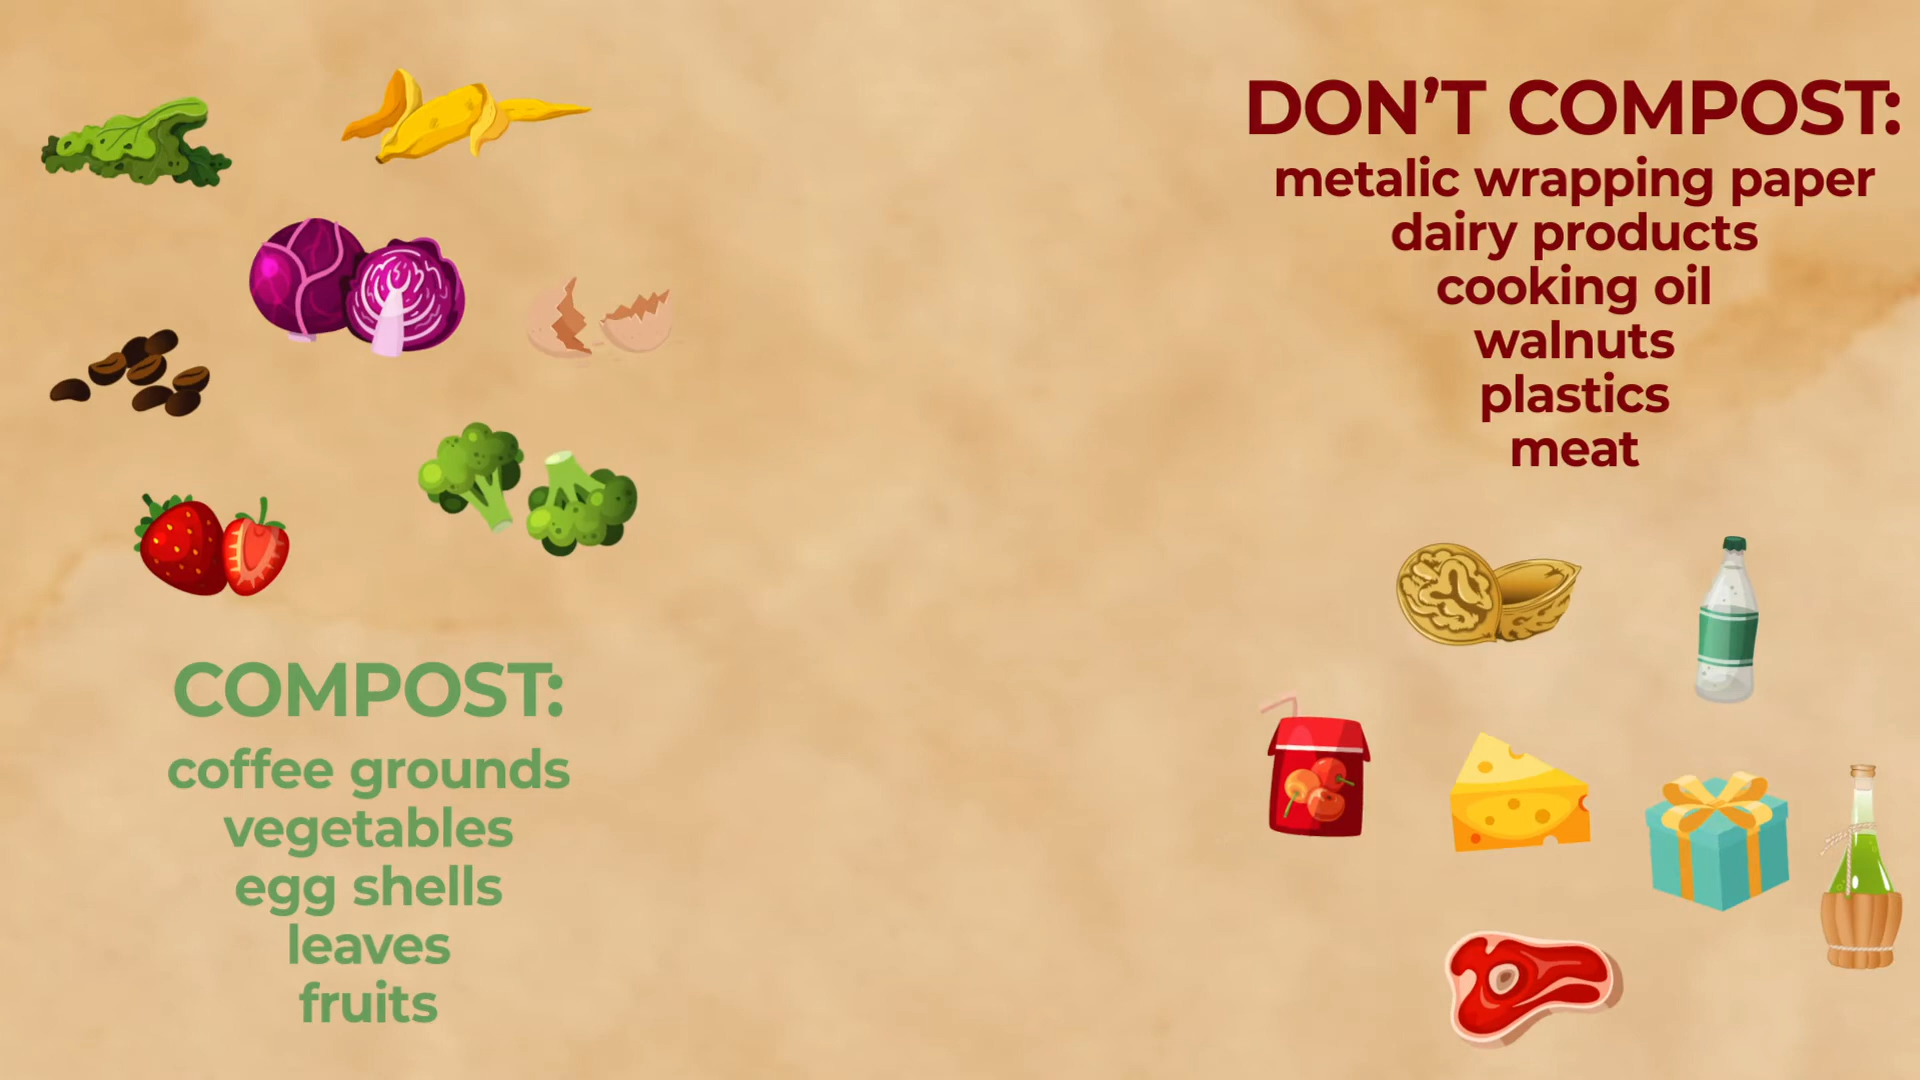 DON’T COMPOST:
metalic wrapping paper
dairy products
cooking oil
walnuts
plastics
meat
COMPOST:
coffee grounds
vegetables
egg shells
leaves
fruits